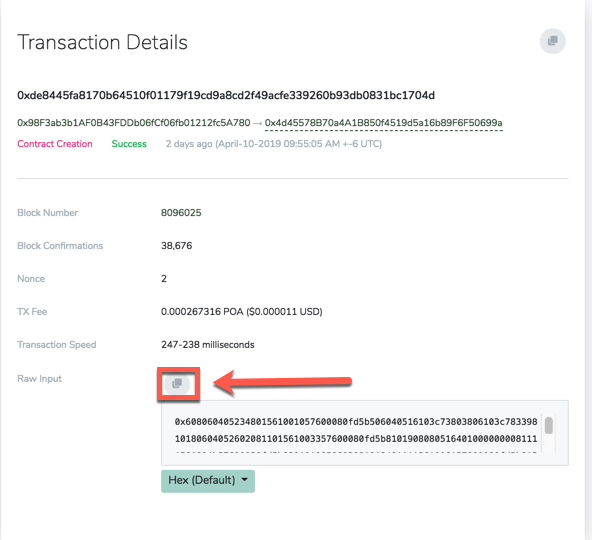 Transaction Details
0xde8445fa8170b64510f01179f19cd9a8cd2f49acfe339260b93db0831bc1704d
0x98F3ab3b1AF0B43FDDb06fCf06fb01212fc5A780 → 0x4d45578B70a4A1B850f4519d5a16b89F6F50699a
Contract Creation Success 2 days ago (April-10-2019 09:55:05 AM +-6 UTC)
Block Number 8096025
Block Confirmations 38,676
Nonce 2
TX Fee 0.000267316 POA ($0.000011 USD)
Transaction Speed 247-238 milliseconds
Raw Input
0x608060405234801561001057600080fd5b506040516103c73803806103c7833981
01806040526020811015610033576000080fd5b8101908080516401000000008111
Hex (Default)